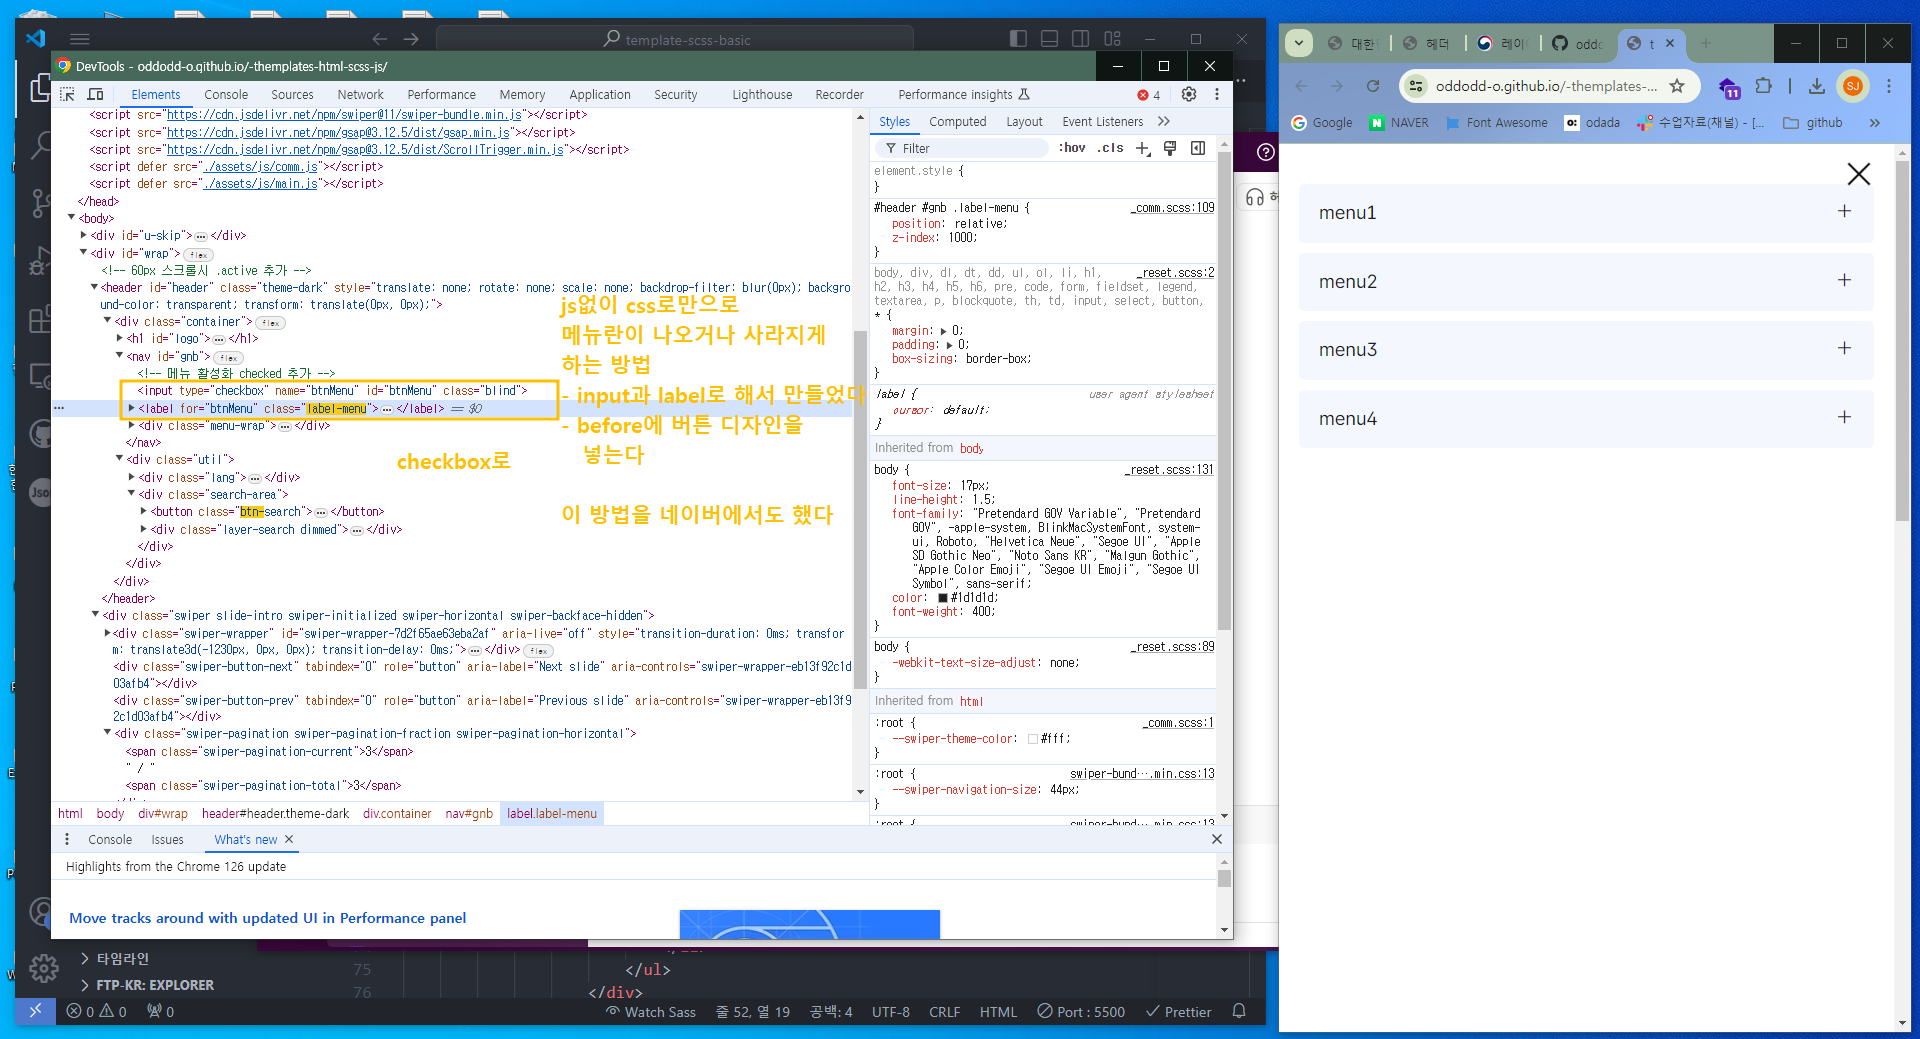 template-scss-basic
DevTools - oddodd-o.github.io/-themplates-html-scss-js/
Elements Console Sources Network Performance Memory Application Security Lighthouse Recorder Performance insights 4
<script src="https://cdn.jsdelivr.net/npm/swiper@11/swiper-bundle.min.js"></script>
<script src="https://cdn.jsdelivr.net/npm/gsap@3.12.5/dist/gsap.min.js"></script>
<script src="https://cdn.jsdelivr.net/npm/gsap@3.12.5/dist/ScrollTrigger.min.js"></script>
<script defer src="./assets/js/comm.js"></script>
<script defer src="./assets/js/main.js"></script>
</head>
<body>
<div id="u-skip">…</div>
<div id="wrap"> flex
<!-- 60px 스크롤시 .active 추가 -->
<header id="header" class="theme-dark" style="translate: none; rotate: none; scale: none; backdrop-filter: blur(0px); backgro
und-color: transparent; transform: translate(0px, 0px);">
<div class="container"> flex
<h1 id="logo">…</h1>
<nav id="gnb"> flex
<!-- 메뉴 활성화 checked 추가 -->
<input type="checkbox" name="btnMenu" id="btnMenu" class="blind">
<label for="btnMenu" class="label-menu">…</label> == $0
<div class="menu-wrap">…</div>
</nav>
<div class="util">
<div class="lang">…</div>
<div class="search-area">
<button class="btn-search">…</button>
<div class="layer-search dimmed">…</div>
</div>
</div>
</div>
</header>
<div class="swiper slide-intro swiper-initialized swiper-horizontal swiper-backface-hidden">
<div class="swiper-wrapper" id="swiper-wrapper-7d2f65ae63eba2af" aria-live="off" style="transition-duration: 0ms; transfor
m: translate3d(-1230px, 0px, 0px); transition-delay: 0ms;">…</div> flex
<div class="swiper-button-next" tabindex="0" role="button" aria-label="Next slide" aria-controls="swiper-wrapper-eb13f92c1d
03afb4"></div>
<div class="swiper-button-prev" tabindex="0" role="button" aria-label="Previous slide" aria-controls="swiper-wrapper-eb13f9
2c1d03afb4"></div>
<div class="swiper-pagination swiper-pagination-fraction swiper-pagination-horizontal">
<span class="swiper-pagination-current">3</span>
" / "
<span class="swiper-pagination-total">3</span>
js없이 css로만으로
메뉴란이 나오거나 사라지게
하는 방법
- input과 label로 해서 만들었다
- before에 버튼 디자인을
넣는다
checkbox로
이 방법을 네이버에서도 했다
html body div#wrap header#header.theme-dark div.container nav#gnb label.label-menu
Styles Computed Layout Event Listeners
Filter :hov .cls
element.style {
}
#header #gnb .label-menu { _comm.scss:109
position: relative;
z-index: 1000;
}
body, div, dl, dt, dd, ul, ol, li, h1, _reset.scss:2
h2, h3, h4, h5, h6, pre, code, form, fieldset, legend,
textarea, p, blockquote, th, td, input, select, button,
* {
margin: 0;
padding: 0;
box-sizing: border-box;
}
label { user agent stylesheet
cursor: default;
}
Inherited from body
body { _reset.scss:131
font-size: 17px;
line-height: 1.5;
font-family: "Pretendard GOV Variable", "Pretendard
GOV", -apple-system, BlinkMacSystemFont, system-
ui, Roboto, "Helvetica Neue", "Segoe UI", "Apple
SD Gothic Neo", "Noto Sans KR", "Malgun Gothic",
"Apple Color Emoji", "Segoe UI Emoji", "Segoe UI
Symbol", sans-serif;
color: #1d1d1d;
font-weight: 400;
}
body { _reset.scss:89
-webkit-text-size-adjust: none;
}
Inherited from html
:root { _comm.scss:1
--swiper-theme-color: #fff;
}
:root { swiper-bund….min.css:13
--swiper-navigation-size: 44px;
}
:root { swiper-bund….min.css:13
Console Issues What's new
Highlights from the Chrome 126 update
Move tracks around with updated UI in Performance panel
타임라인
FTP-KR: EXPLORER
75 </ul>
76 </div>
0 0 0 Watch Sass 줄 52, 열 19 공백: 4 UTF-8 CRLF HTML Port : 5500 Prettier
대한 헤더 레이 oddc t
oddodd-o.github.io/-themplates-... 11 SJ
Google NAVER Font Awesome odada 수업자료(채널) - [... github
menu1
menu2
menu3
menu4